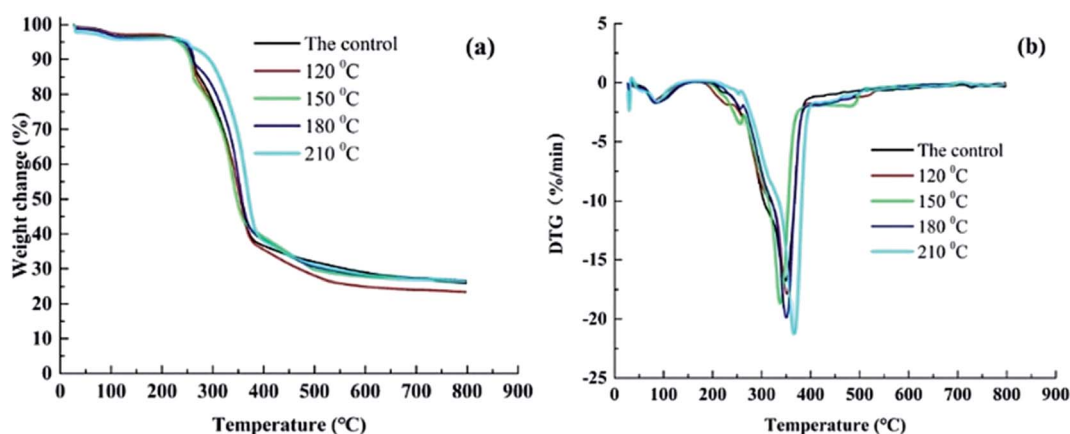 (a)
Weight change (%)
100
90
80
70
60
50
40
30
20
10
0
The control
120 ⁰C
150 ⁰C
180 ⁰C
210 ⁰C
0 100 200 300 400 500 600 700 800 900
Temperature (℃)
(b)
DTG (%/min)
5
0
-5
-10
-15
-20
-25
The control
120 ⁰C
150 ⁰C
180 ⁰C
210 ⁰C
0 100 200 300 400 500 600 700 800 900
Temperature (℃)